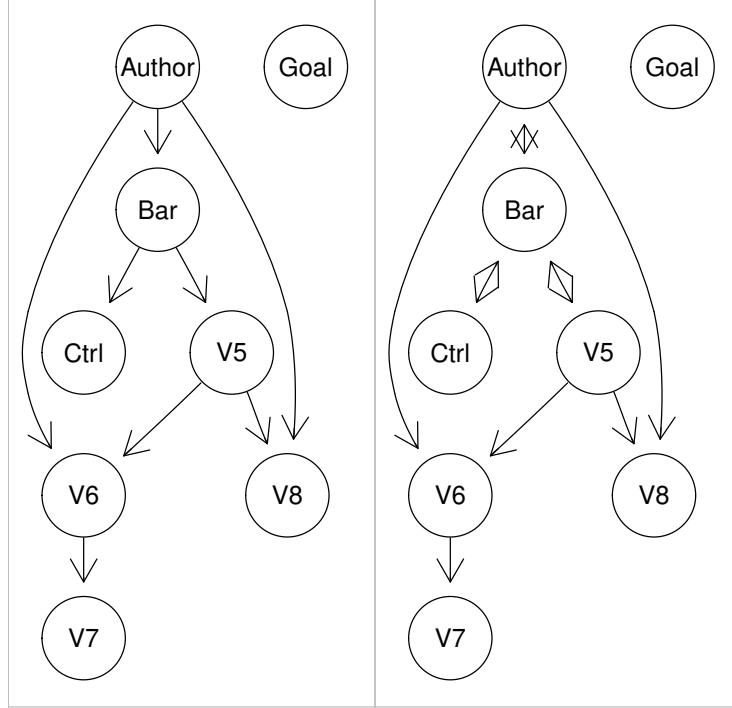 Author
Goal
Bar
Ctrl
V5
V6
V8
V7
Author
Goal
Bar
Ctrl
V5
V6
V8
V7